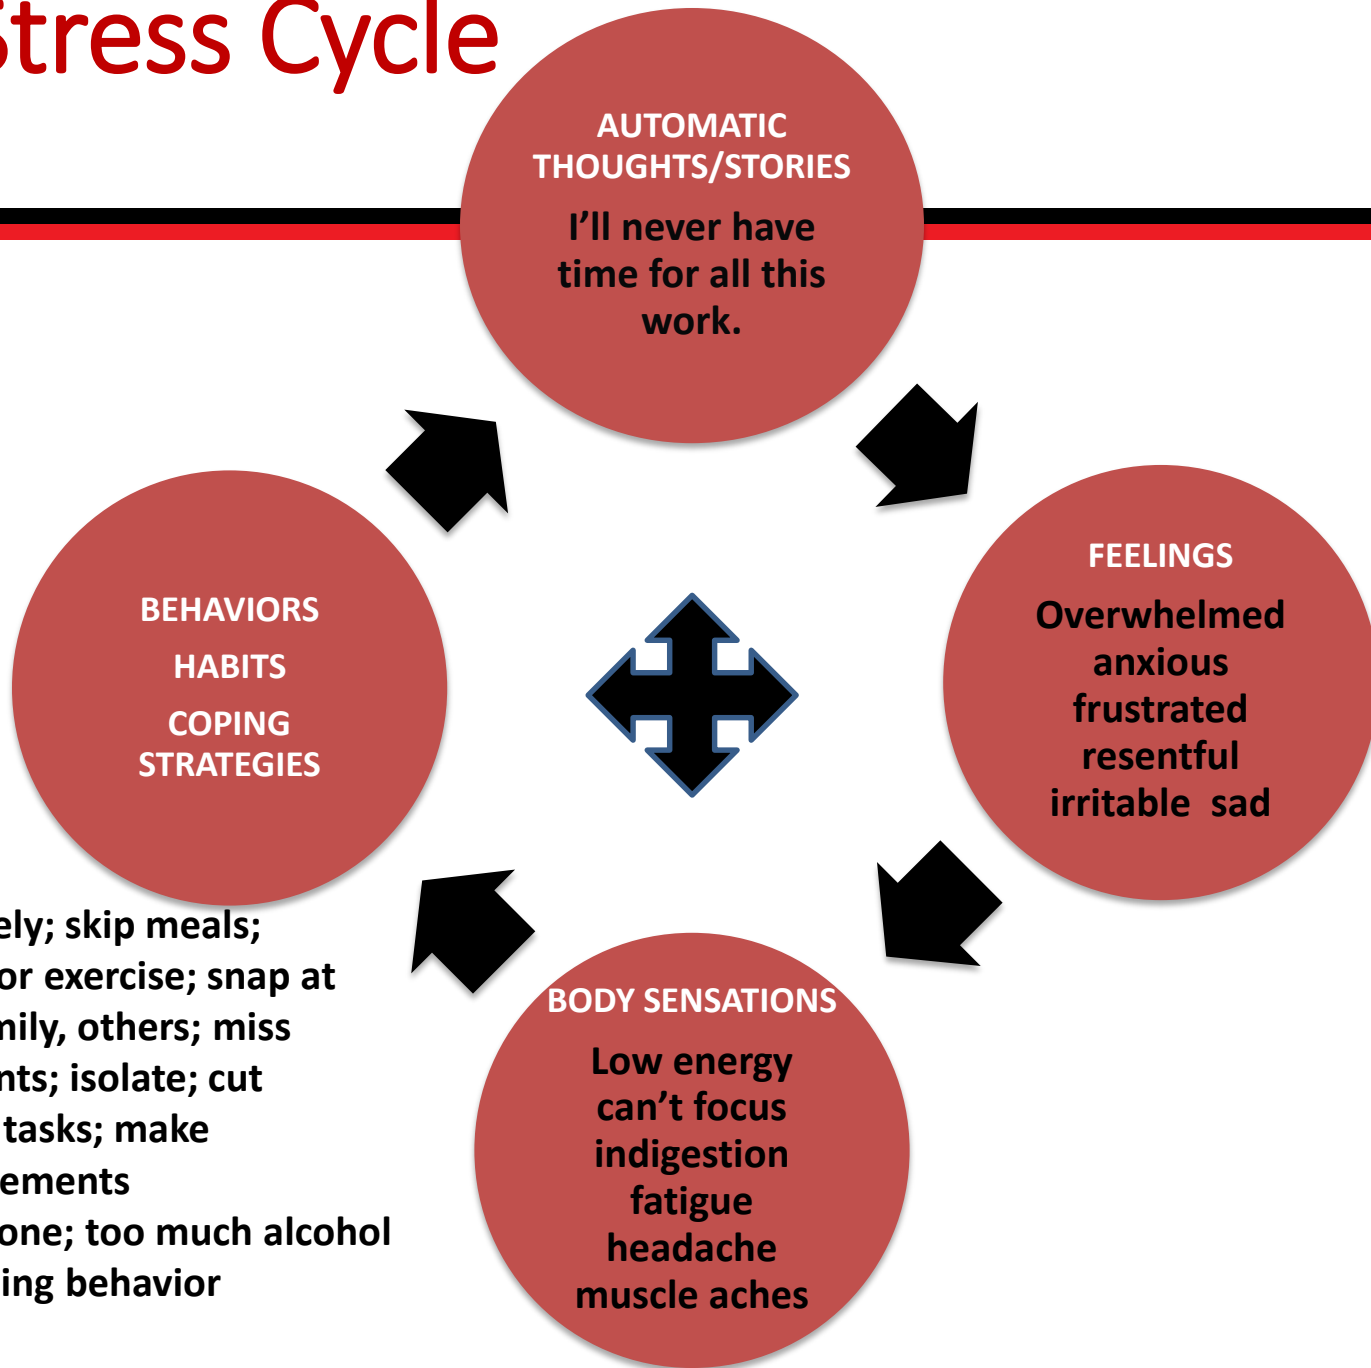 Stress Cycle
AUTOMATIC
THOUGHTS/STORIES
I’ll never have
time for all this
work.
FEELINGS
Overwhelmed
anxious
frustrated
resentful
irritable sad
BODY SENSATIONS
Low energy
can’t focus
indigestion
fatigue
headache
muscle aches
BEHAVIORS
HABITS
COPING
STRATEGIES
ely; skip meals;
or exercise; snap at
mily, others; miss
nts; isolate; cut
tasks; make
ements
one; too much alcohol
ing behavior